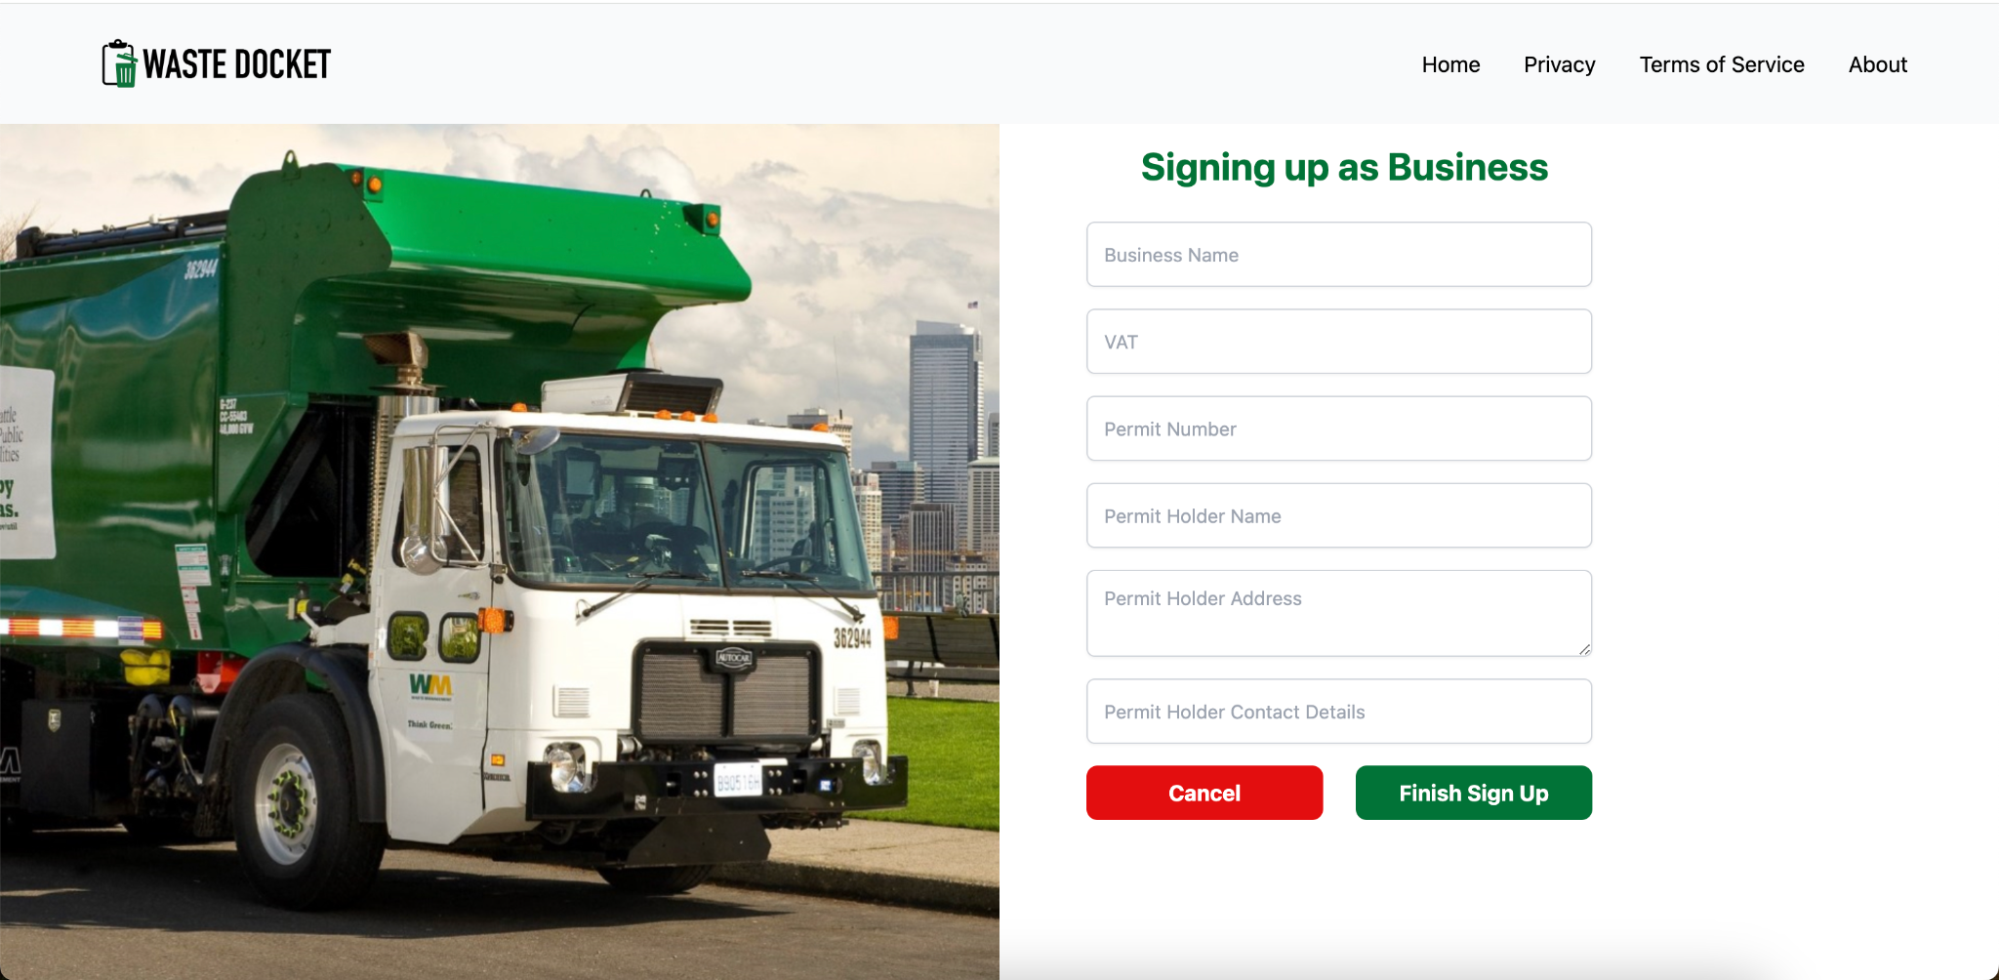 WASTE DOCKET
Home
Privacy
Terms of Service
About
Signing up as Business
Business Name
VAT
Permit Number
Permit Holder Name
Permit Holder Address
Permit Holder Contact Details
Cancel
Finish Sign Up
362944
362944
AUTOCAR
WM
Think Green.